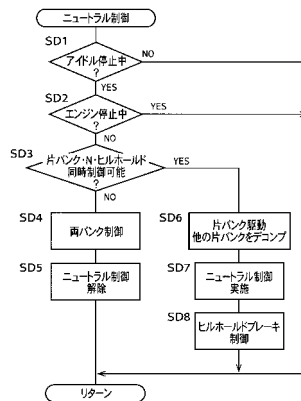 ニュートラル制御
SD1
アイドル停止中
?
NO
YES
SD2
エンジン停止中
?
YES
NO
SD3
片バンク・N・ヒルホールド
同時制御可能
?
YES
NO
SD4
両バンク制御
SD6
片バンク駆動
他の片バンクをデコンプ
SD5
ニュートラル制御
解除
SD7
ニュートラル制御
実施
SD8
ヒルホールドブレーキ
制御
リターン